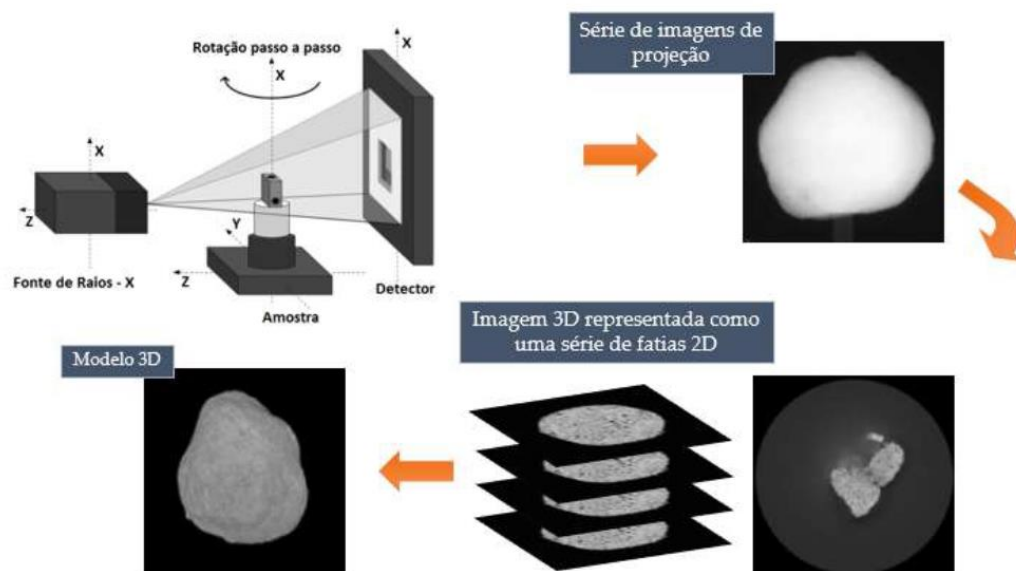 Rotação passo a passo
X
X
X
Z
Y
Z
Fonte de Raios - X
Amostra
Detector
Série de imagens de
projeção
Imagem 3D representada como
uma série de fatias 2D
Modelo 3D